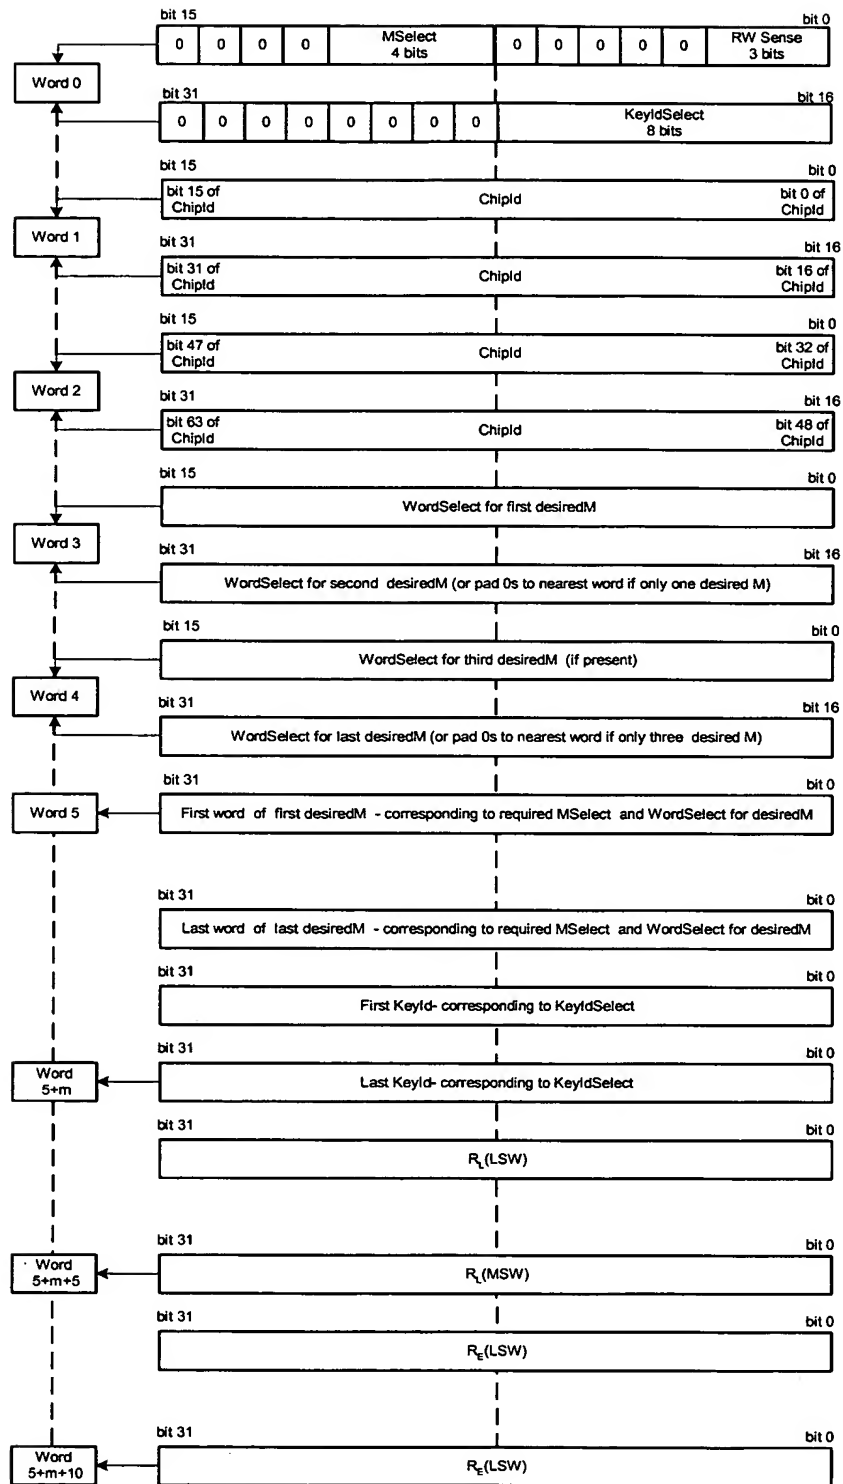 bit 15 bit 0
0 0 0 0 MSelect 4 bits 0 0 0 0 0 RW Sense 3 bits
Word 0
bit 31 bit 16
0 0 0 0 0 0 0 0 KeyIdSelect 8 bits
bit 15 bit 0
bit 15 of ChipId ChipId bit 0 of ChipId
Word 1
bit 31 bit 16
bit 31 of ChipId ChipId bit 16 of ChipId
bit 15 bit 0
bit 47 of ChipId ChipId bit 32 of ChipId
Word 2
bit 31 bit 16
bit 63 of ChipId ChipId bit 48 of ChipId
bit 15 bit 0
WordSelect for first desiredM
Word 3
bit 31 bit 16
WordSelect for second desiredM (or pad 0s to nearest word if only one desired M)
bit 15 bit 0
WordSelect for third desiredM (if present)
Word 4
bit 31 bit 16
WordSelect for last desiredM (or pad 0s to nearest word if only three desired M)
bit 31 bit 0
Word 5 First word of first desiredM - corresponding to required MSelect and WordSelect for desiredM
bit 31 bit 0
Last word of last desiredM - corresponding to required MSelect and WordSelect for desiredM
bit 31 bit 0
First KeyId- corresponding to KeyIdSelect
bit 31 bit 0
Word 5+m Last KeyId- corresponding to KeyIdSelect
bit 31 bit 0
RL(LSW)
bit 31 bit 0
Word 5+m+5 RL(MSW)
bit 31 bit 0
RE(LSW)
bit 31 bit 0
Word 5+m+10 RE(LSW)